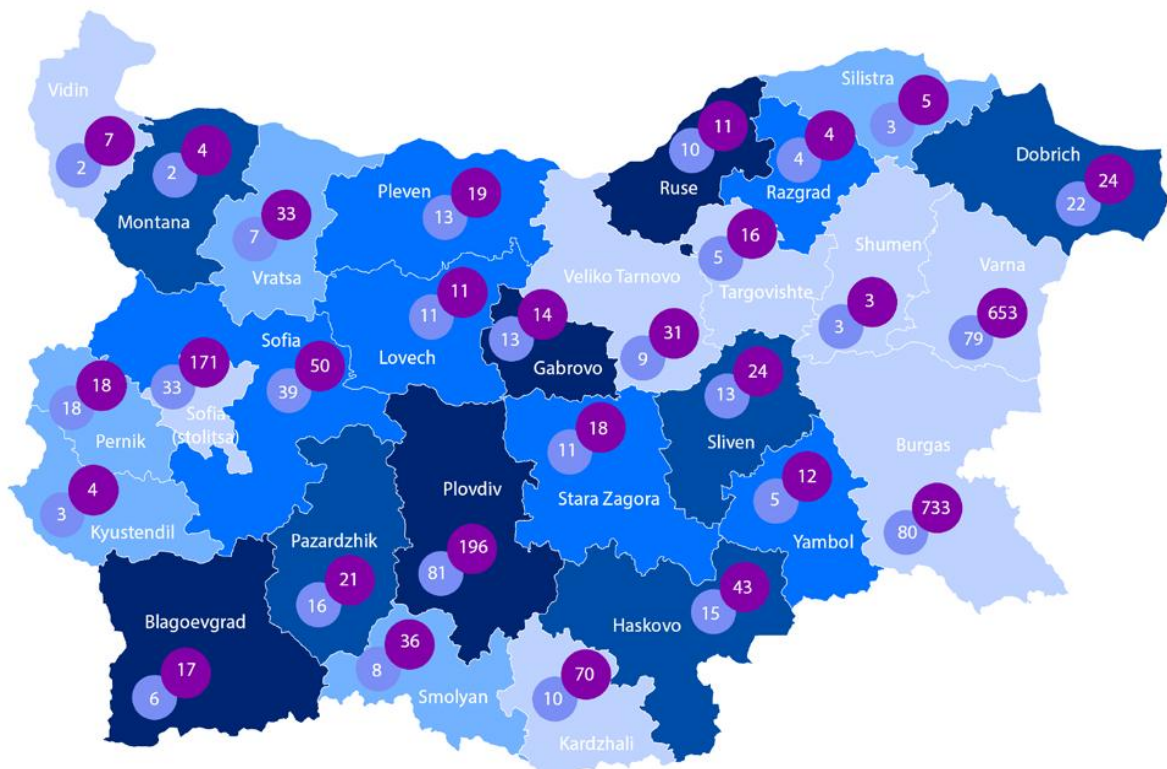 Vidin
7
2
4
2
Montana
33
7
Vratsa
Pleven
19
13
11
11
Lovech
14
13
Gabrovo
Veliko Tarnovo
31
9
11
10
Ruse
4
4
Razgrad
Silistra
5
3
Dobrich
24
22
16
5
Targovishte
Shumen
3
3
Varna
653
79
Sofia
50
39
171
33
Sofia
(stolitsa)
18
18
Pernik
4
3
Kyustendil
Pazardzhik
21
16
Plovdiv
196
81
18
11
Stara Zagora
24
13
Sliven
12
5
Yambol
Burgas
733
80
Blagoevgrad
17
6
36
8
Smolyan
70
10
Kardzhali
43
15
Haskovo